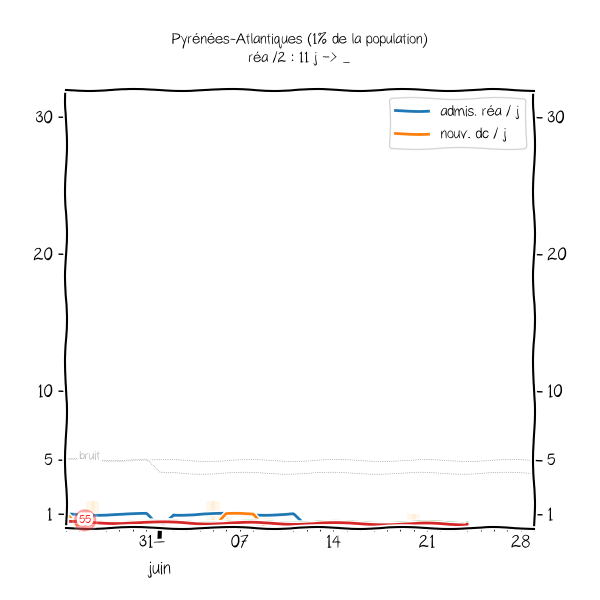 Pyrénées-Atlantiques (1% de la population)
réa /2 : 11 j -> _
admis. réa / j
nouv. dc / j
30
30
20
20
10
10
5
bruit
5
1
55
1
31
07
14
21
28
juin